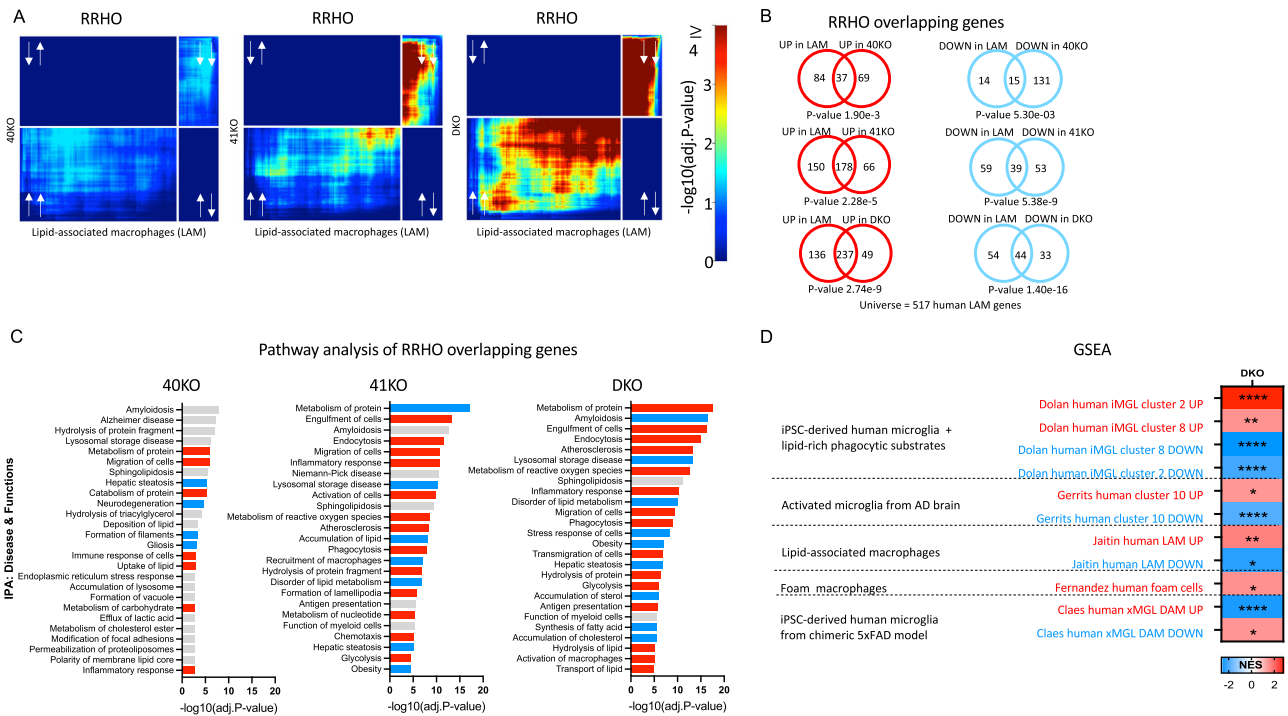 A
RRHO
RRHO
RRHO
40KO
41KO
DKO
Lipid-associated macrophages (LAM)
Lipid-associated macrophages (LAM)
Lipid-associated macrophages (LAM)
-log10(adj.P-value)
≥
4
3
2
1
0
B
RRHO overlapping genes
UP in LAM UP in 40KO
84 37 69
P-value 1.90e-3
DOWN in LAM DOWN in 40KO
14 15 131
P-value 5.30e-03
UP in LAM UP in 41KO
150 178 66
P-value 2.28e-5
DOWN in LAM DOWN in 41KO
59 39 53
P-value 5.38e-9
UP in LAM UP in DKO
136 237 49
P-value 2.74e-9
DOWN in LAM DOWN in DKO
54 44 33
P-value 1.40e-16
Universe = 517 human LAM genes
C
Pathway analysis of RRHO overlapping genes
IPA: Disease & Functions
40KO
Amyloidosis
Alzheimer disease
Hydrolysis of protein fragment
Lysosomal storage disease
Metabolism of protein
Migration of cells
Sphingolipidosis
Hepatic steatosis
Catabolism of protein
Neurodegeneration
Hydrolysis of triacylglycerol
Deposition of lipid
Formation of filaments
Gliosis
Immune response of cells
Uptake of lipid
Endoplasmic reticulum stress response
Accumulation of lysosome
Formation of vacuole
Metabolism of carbohydrate
Efflux of lactic acid
Metabolism of cholesterol ester
Modification of focal adhesions
Permeabilization of proteoliposomes
Polarity of membrane lipid core
Inflammatory response
0 5 10 15 20
-log10(adj.P-value)
41KO
Metabolism of protein
Engulfment of cells
Amyloidosis
Endocytosis
Migration of cells
Inflammatory response
Niemann-Pick disease
Lysosomal storage disease
Activation of cells
Sphingolipidosis
Metabolism of reactive oxygen species
Atherosclerosis
Accumulation of lipid
Phagocytosis
Recruitment of macrophages
Hydrolysis of protein fragment
Disorder of lipid metabolism
Formation of lamellipodia
Antigen presentation
Metabolism of nucleotide
Function of myeloid cells
Chemotaxis
Hepatic steatosis
Glycolysis
Obesity
0 5 10 15 20
-log10(adj.P-value)
DKO
Metabolism of protein
Amyloidosis
Engulfment of cells
Endocytosis
Atherosclerosis
Lysosomal storage disease
Metabolism of reactive oxygen species
Sphingolipidosis
Inflammatory response
Disorder of lipid metabolism
Migration of cells
Phagocytosis
Stress response of cells
Obesity
Transmigration of cells
Hepatic steatosis
Hydrolysis of protein
Glycolysis
Accumulation of sterol
Antigen presentation
Function of myeloid cells
Synthesis of fatty acid
Accumulation of cholesterol
Hydrolysis of lipid
Activation of macrophages
Transport of lipid
0 5 10 15 20
-log10(adj.P-value)
D
GSEA
DKO
iPSC-derived human microglia +
lipid-rich phagocytic substrates
Dolan human iMGL cluster 2 UP ****
Dolan human iMGL cluster 8 UP **
Dolan human iMGL cluster 8 DOWN ****
Dolan human iMGL cluster 2 DOWN ****
Activated microglia from AD brain
Gerrits human cluster 10 UP *
Gerrits human cluster 10 DOWN ****
Lipid-associated macrophages
Jaitin human LAM UP **
Jaitin human LAM DOWN *
Foam macrophages
Fernandez human foam cells *
iPSC-derived human microglia
from chimeric 5xFAD model
Claes human xMGL DAM UP ****
Claes human xMGL DAM DOWN *
NES
-2 0 2